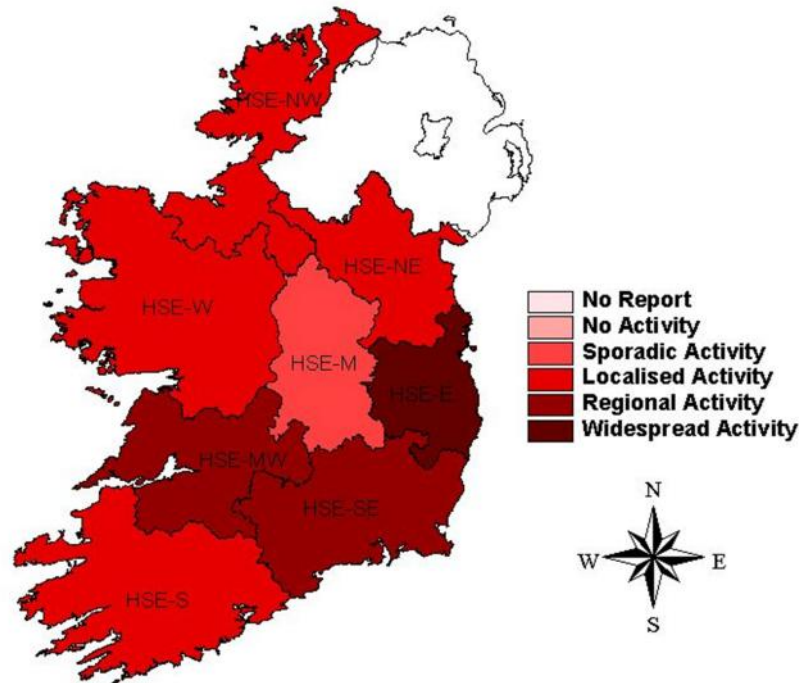 HSE-NW
HSE-NE
HSE-W
HSE-M
HSE-E
HSE-MW
HSE-SE
HSE-S
No Report
No Activity
Sporadic Activity
Localised Activity
Regional Activity
Widespread Activity
N
W E
S